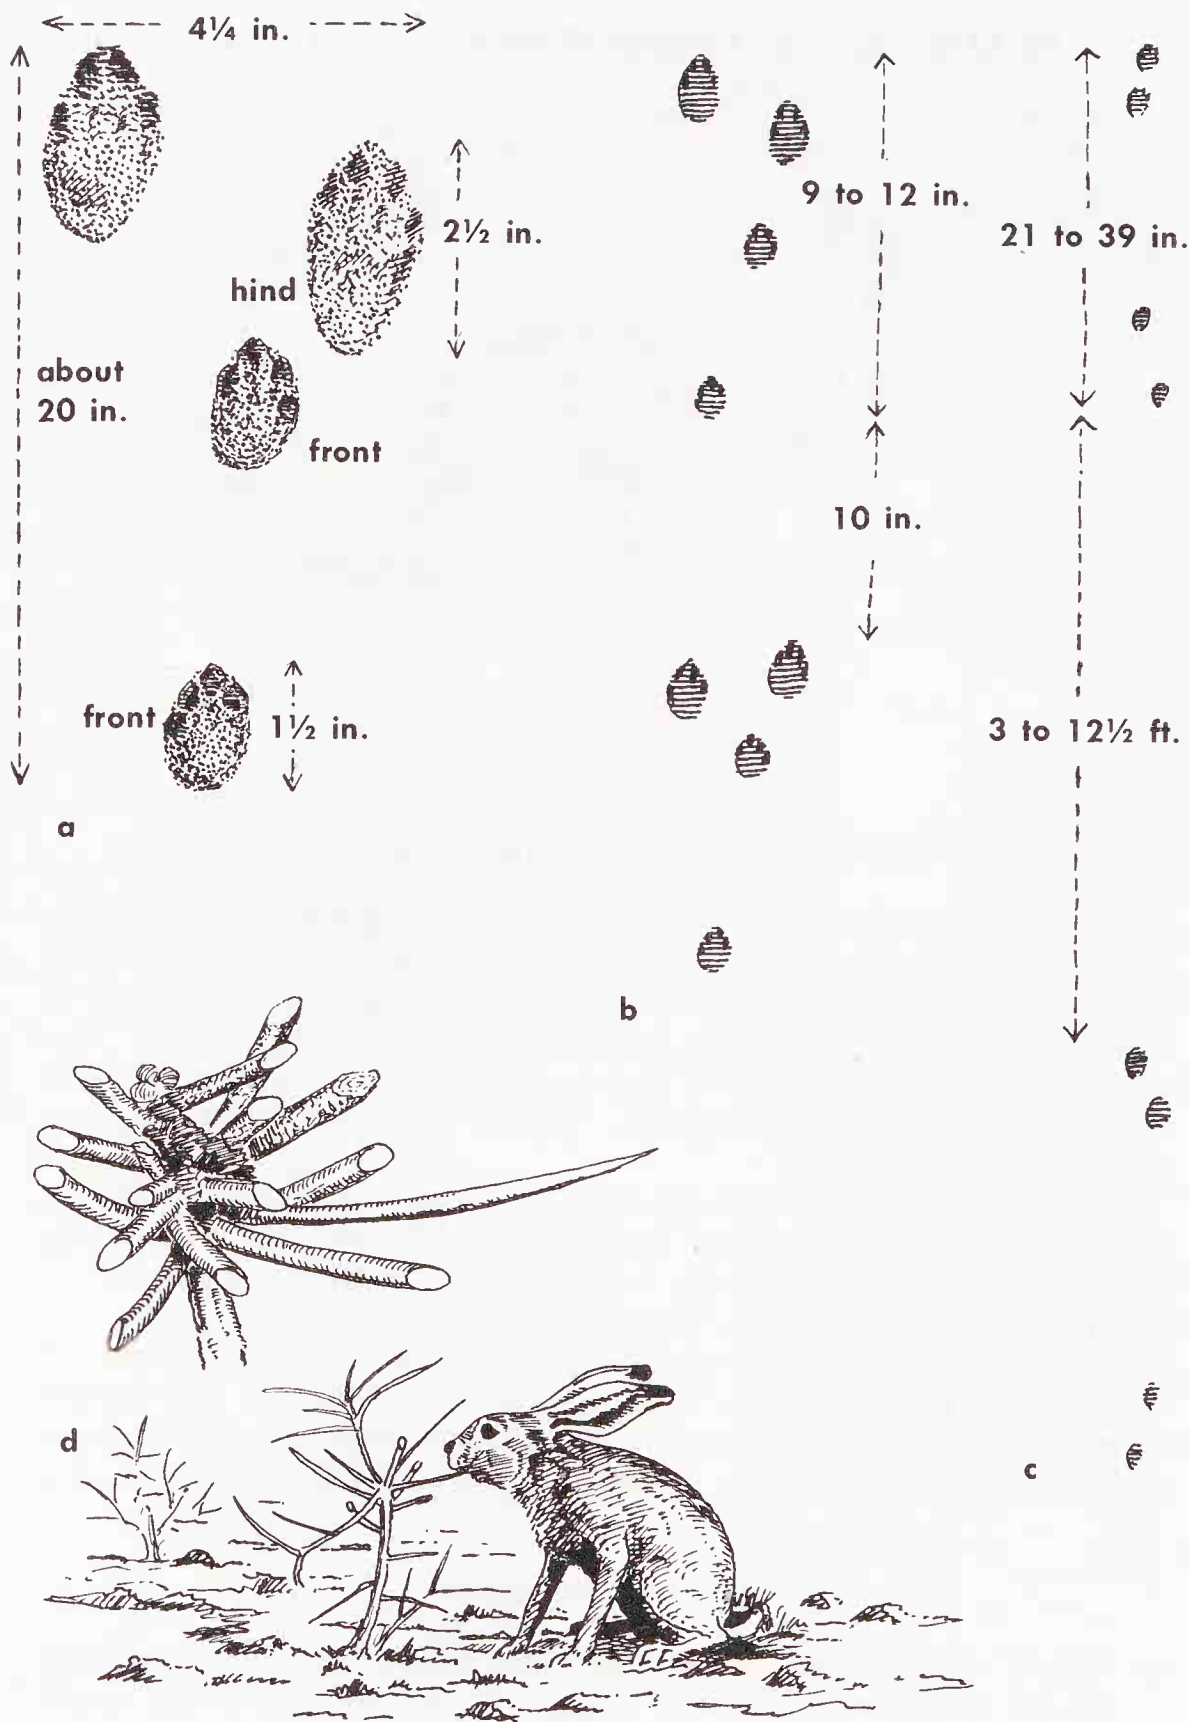 4¼ in.
hind
2½ in.
about
20 in.
front
front
1½ in.
a
9 to 12 in.
10 in.
b
21 to 39 in.
3 to 12½ ft.
c
d